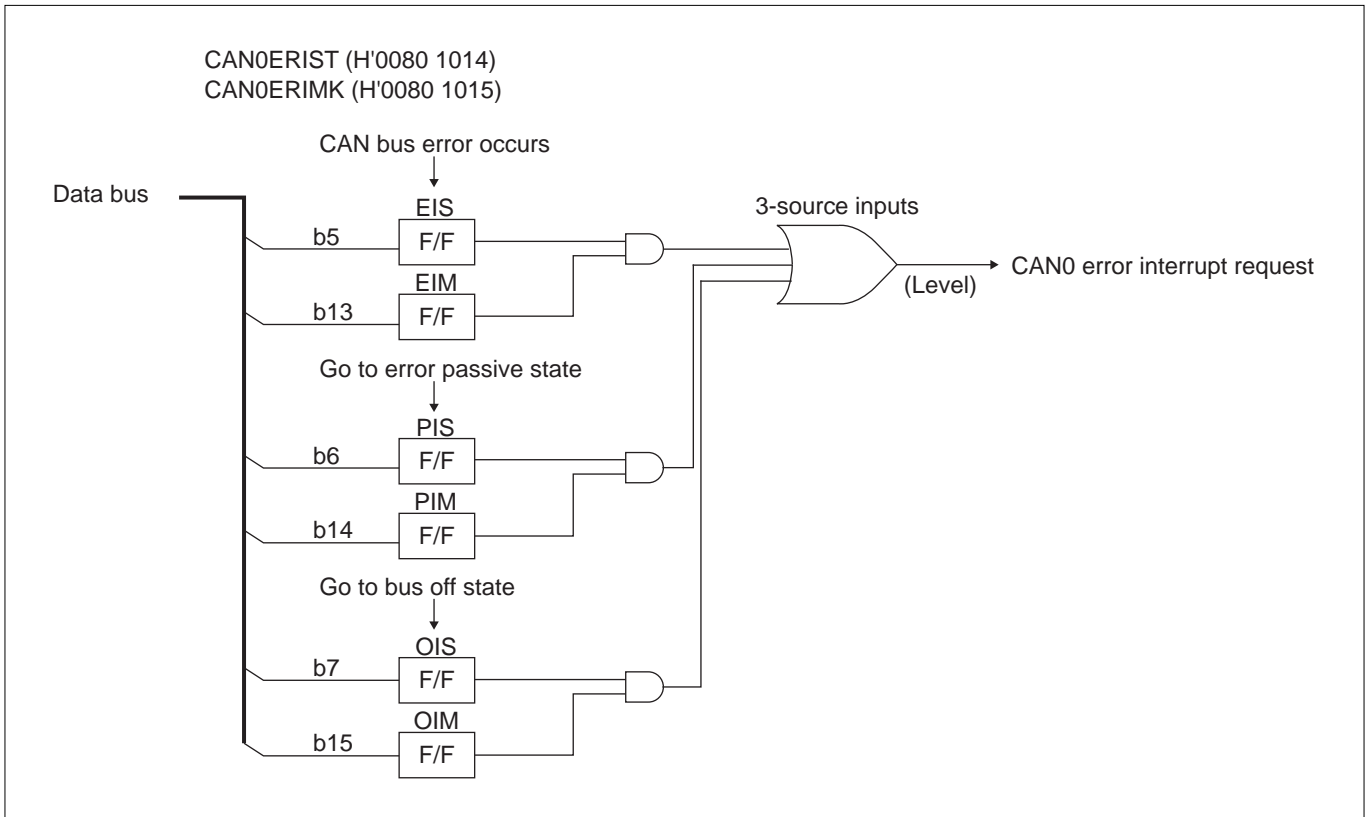 CAN0ERIST (H'0080 1014)
CAN0ERIMK (H'0080 1015)
CAN bus error occurs
Data bus
EIS
3-source inputs
b5
F/F
CAN0 error interrupt request
(Level)
EIM
b13
F/F
Go to error passive state
PIS
b6
F/F
PIM
b14
F/F
Go to bus off state
OIS
b7
F/F
OIM
b15
F/F